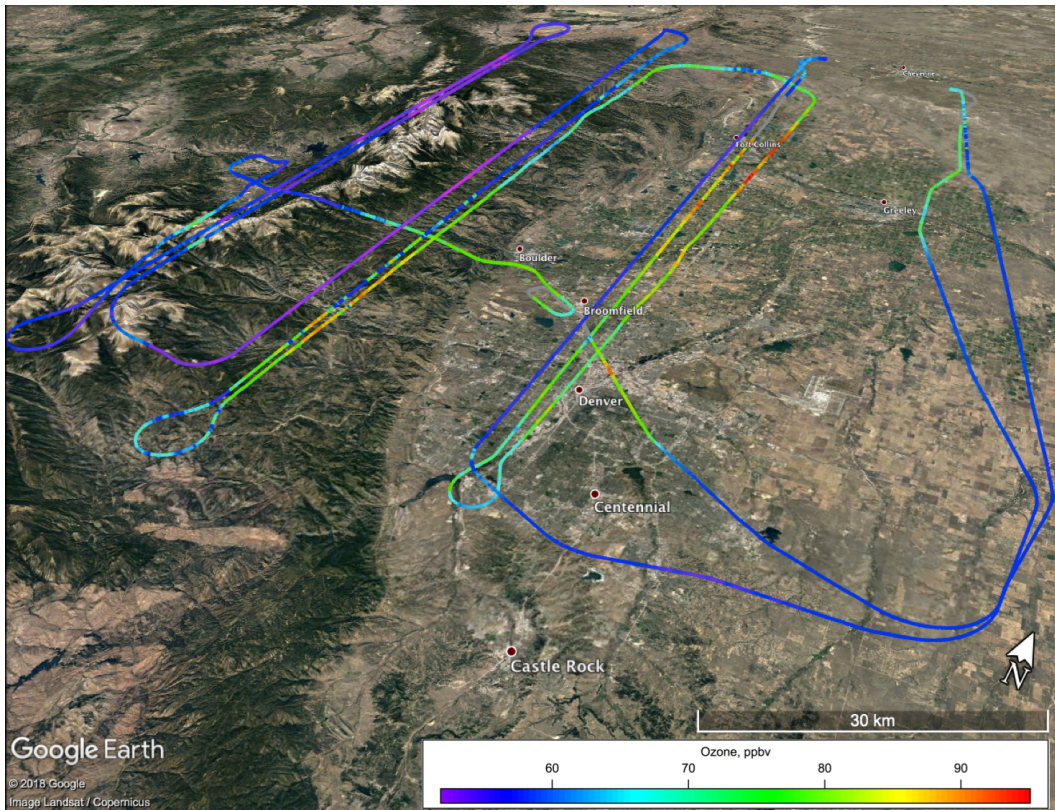 Cheyenne
Fort Collins
Greeley
Boulder
Broomfield
Denver
Centennial
Castle Rock
N
30 km
Google Earth
© 2018 Google
Image Landsat / Copernicus
Ozone, ppbv
60 70 80 90